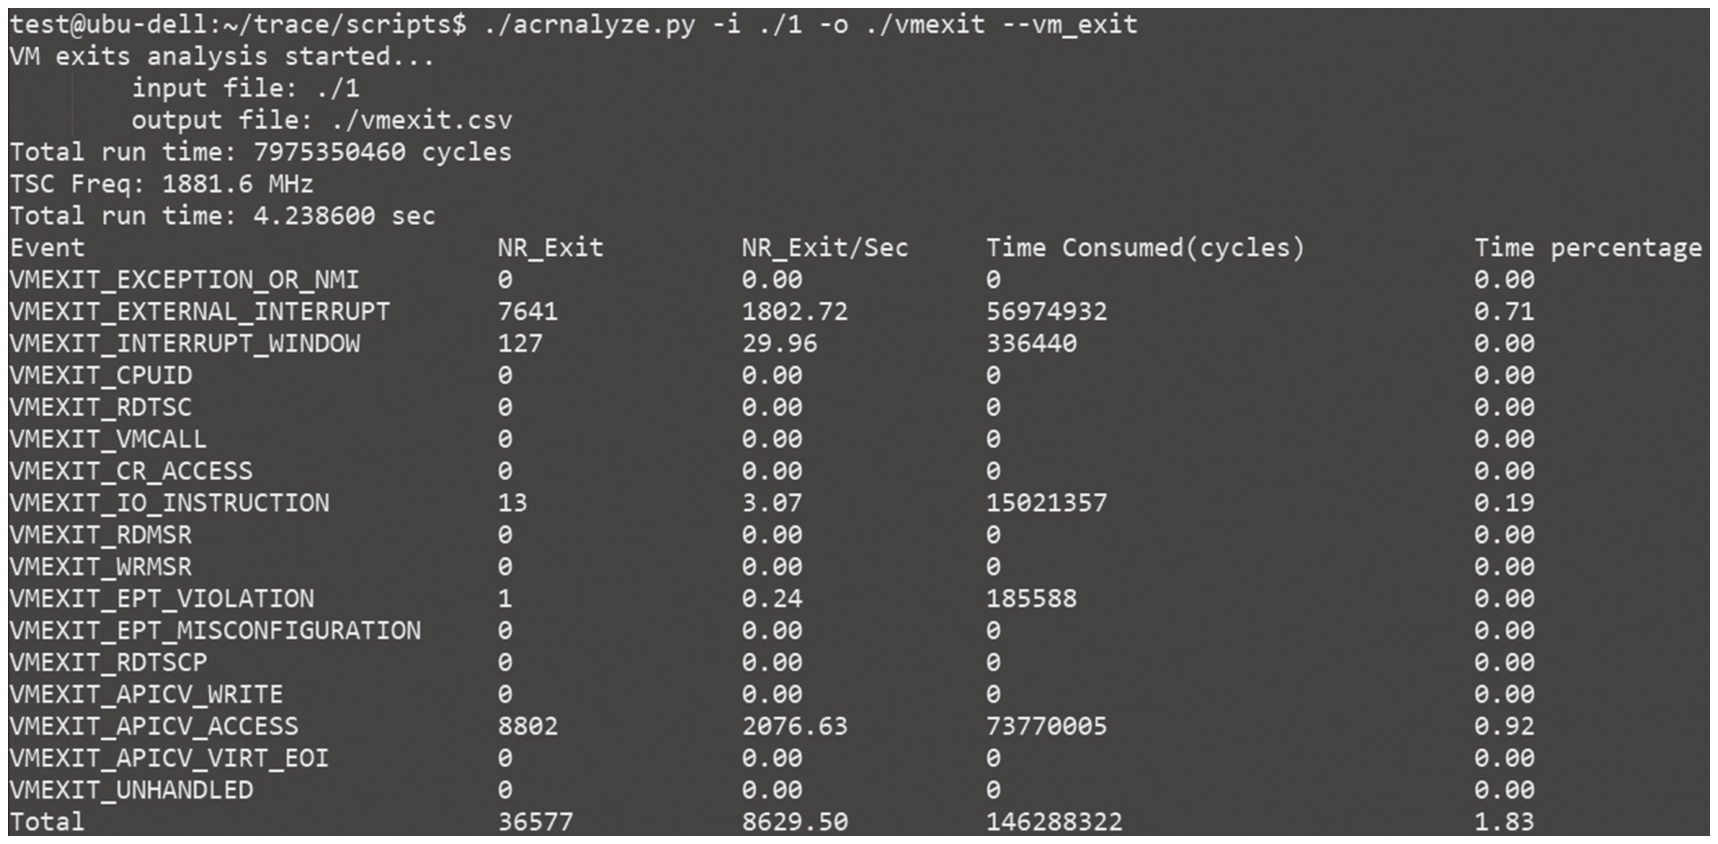 test@ubu-dell:~/trace/scripts$ ./acrnalyze.py -i ./1 -o ./vmexit --vm_exit
VM exits analysis started...
input file: ./1
output file: ./vmexit.csv
Total run time: 7975350460 cycles
TSC Freq: 1881.6 MHz
Total run time: 4.238600 sec
Event NR_Exit NR_Exit/Sec Time Consumed(cycles) Time percentage
VMEXIT_EXCEPTION_OR_NMI 0 0.00 0 0.00
VMEXIT_EXTERNAL_INTERRUPT 7641 1802.72 56974932 0.71
VMEXIT_INTERRUPT_WINDOW 127 29.96 336440 0.00
VMEXIT_CPUID 0 0.00 0 0.00
VMEXIT_RDTSC 0 0.00 0 0.00
VMEXIT_VMCALL 0 0.00 0 0.00
VMEXIT_CR_ACCESS 0 0.00 0 0.00
VMEXIT_IO_INSTRUCTION 13 3.07 15021357 0.19
VMEXIT_RDMSR 0 0.00 0 0.00
VMEXIT_WRMSR 0 0.00 0 0.00
VMEXIT_EPT_VIOLATION 1 0.24 185588 0.00
VMEXIT_EPT_MISCONFIGURATION 0 0.00 0 0.00
VMEXIT_RDTSCP 0 0.00 0 0.00
VMEXIT_APICV_WRITE 0 0.00 0 0.00
VMEXIT_APICV_ACCESS 8802 2076.63 73770005 0.92
VMEXIT_APICV_VIRT_EOI 0 0.00 0 0.00
VMEXIT_UNHANDLED 0 0.00 0 0.00
Total 36577 8629.50 146288322 1.83